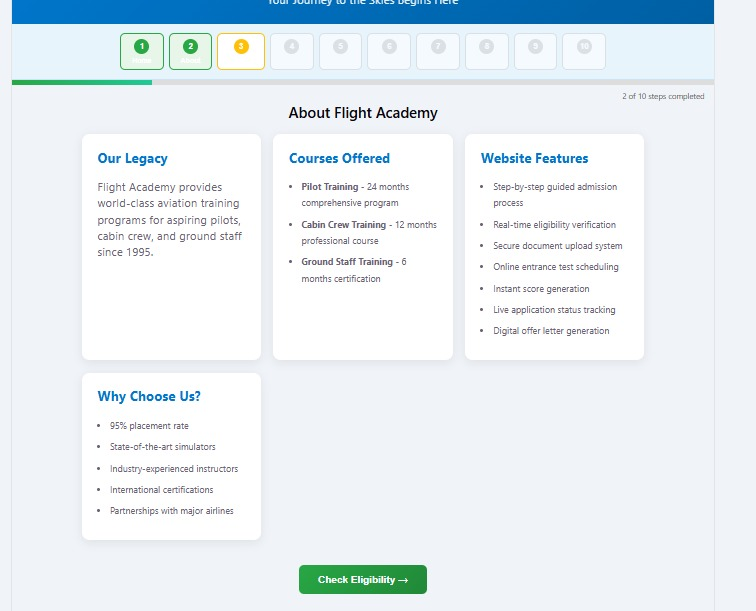 Your Journey to the Skies Begins Here
1
2
3
4
5
6
7
8
9
10
Home
About
2 of 10 steps completed
About Flight Academy
Our Legacy
Flight Academy provides
world-class aviation training
programs for aspiring pilots,
cabin crew, and ground staff
since 1995.
Courses Offered
• Pilot Training - 24 months
comprehensive program
• Cabin Crew Training - 12 months
professional course
• Ground Staff Training - 6
months certification
Website Features
• Step-by-step guided admission
process
• Real-time eligibility verification
• Secure document upload system
• Online entrance test scheduling
• Instant score generation
• Live application status tracking
• Digital offer letter generation
Why Choose Us?
• 95% placement rate
• State-of-the-art simulators
• Industry-experienced instructors
• International certifications
• Partnerships with major airlines
Check Eligibility →